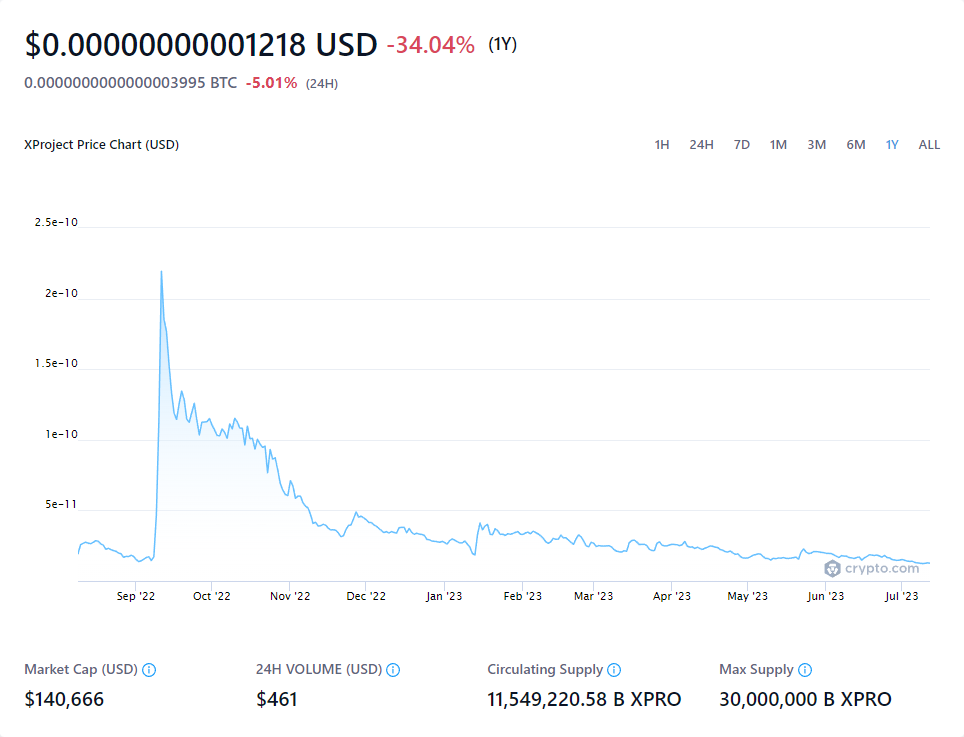 $0.00000000001218 USD -34.04% (1Y)
0.0000000000000003995 BTC -5.01% (24H)
XProject Price Chart (USD) 1H 24H 7D 1M 3M 6M 1Y ALL
2.5e-10
2e-10
1.5e-10
1e-10
5e-11
crypto.com
Sep '22 Oct '22 Nov '22 Dec '22 Jan '23 Feb '23 Mar '23 Apr '23 May '23 Jun '23 Jul '23
Market Cap (USD) 24H VOLUME (USD) Circulating Supply Max Supply
$140,666 $461 11,549,220.58 B XPRO 30,000,000 B XPRO